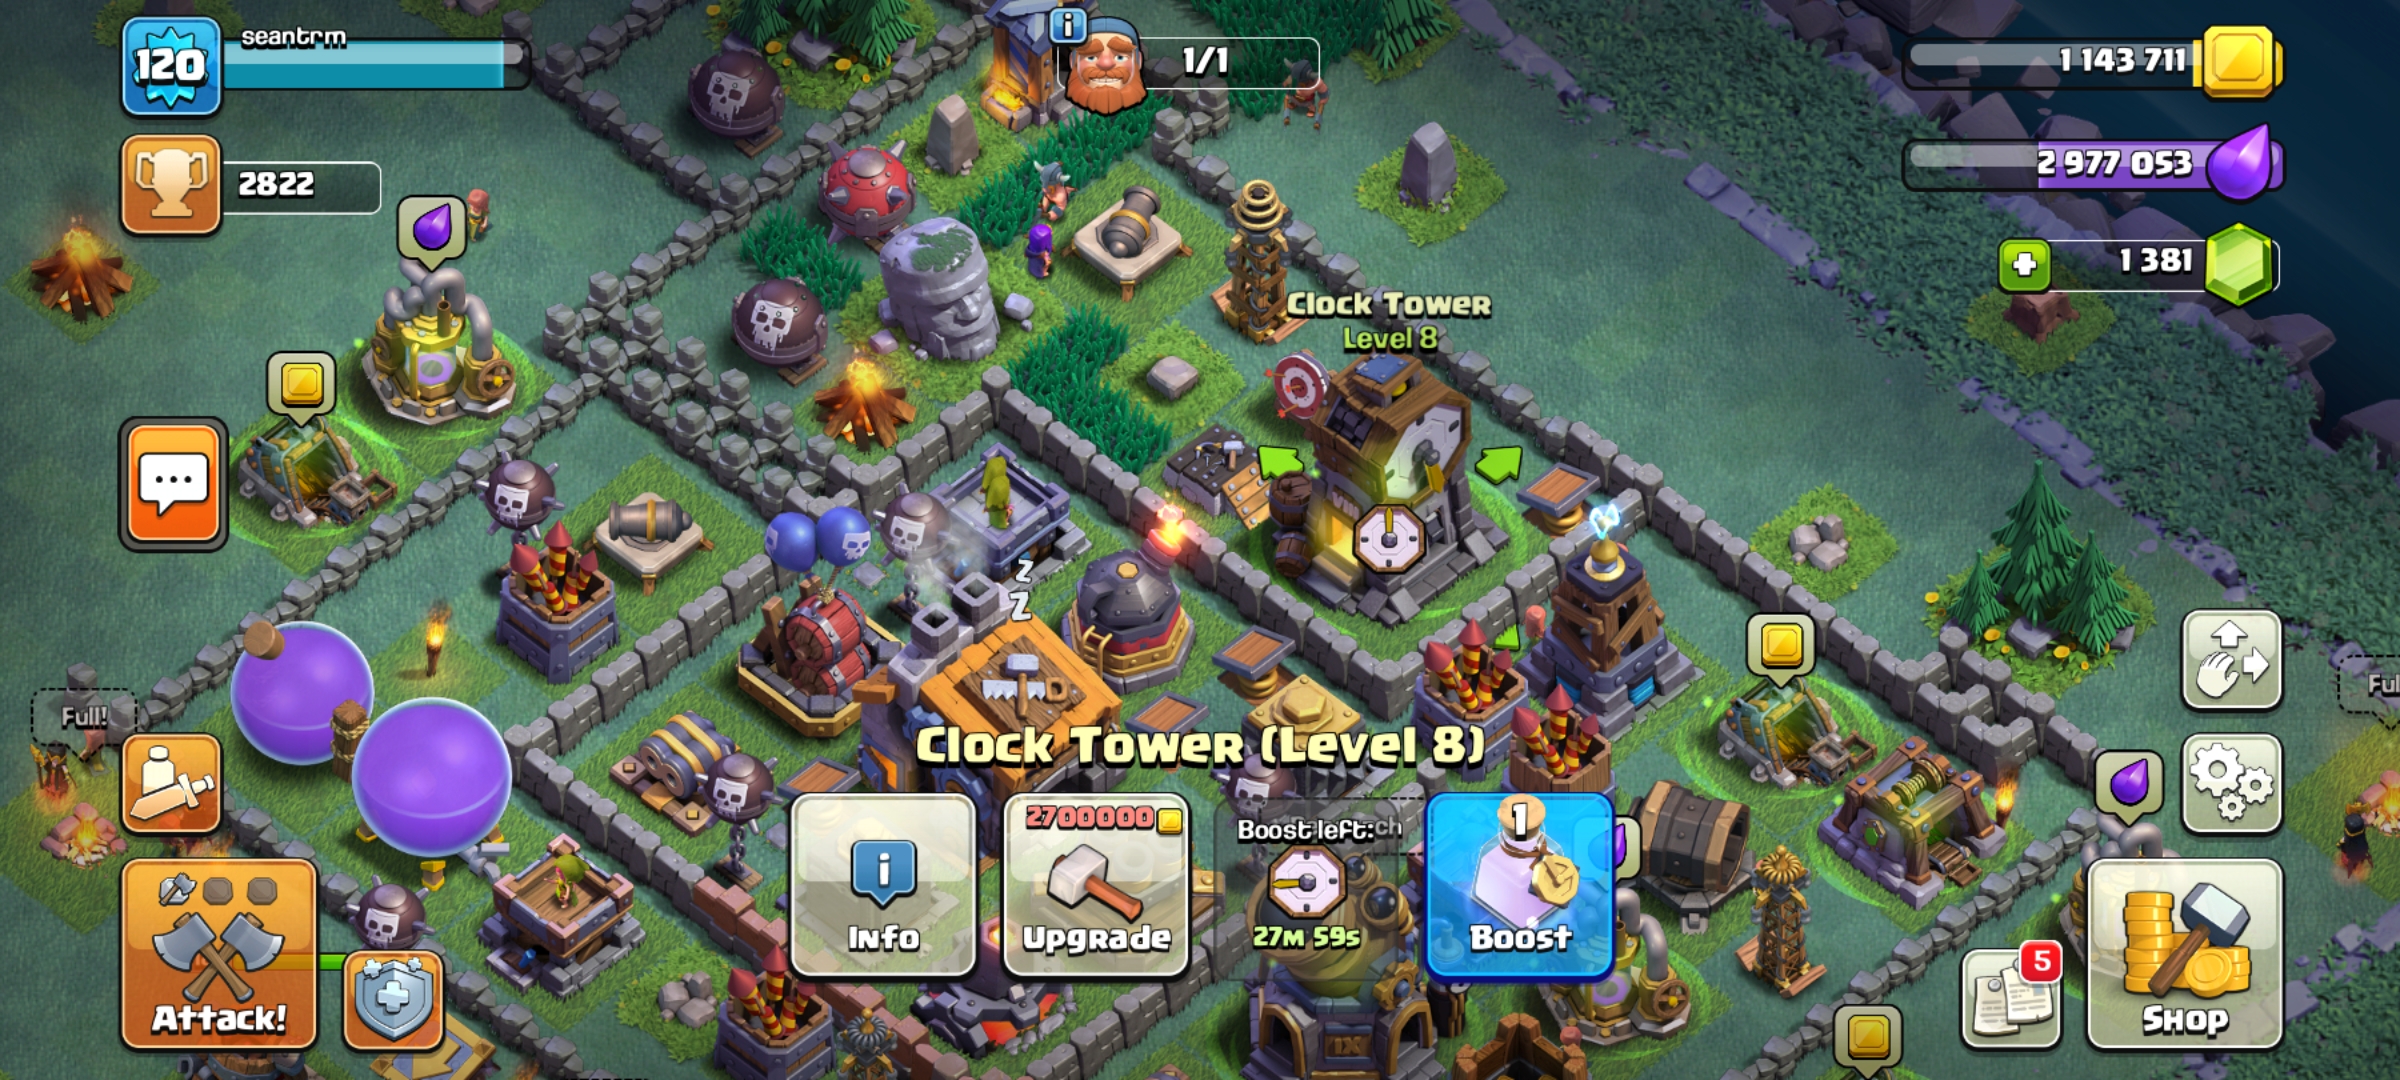 120
seantrm
i
1/1
1 143 711
2822
2 977 053
1 381
Clock Tower
Level 8
z
z
Full!
Clock Tower (Level 8)
2700000
Boost left:
1
i
Info
Upgrade
27m 59s
Boost
5
Attack!
Shop
IX